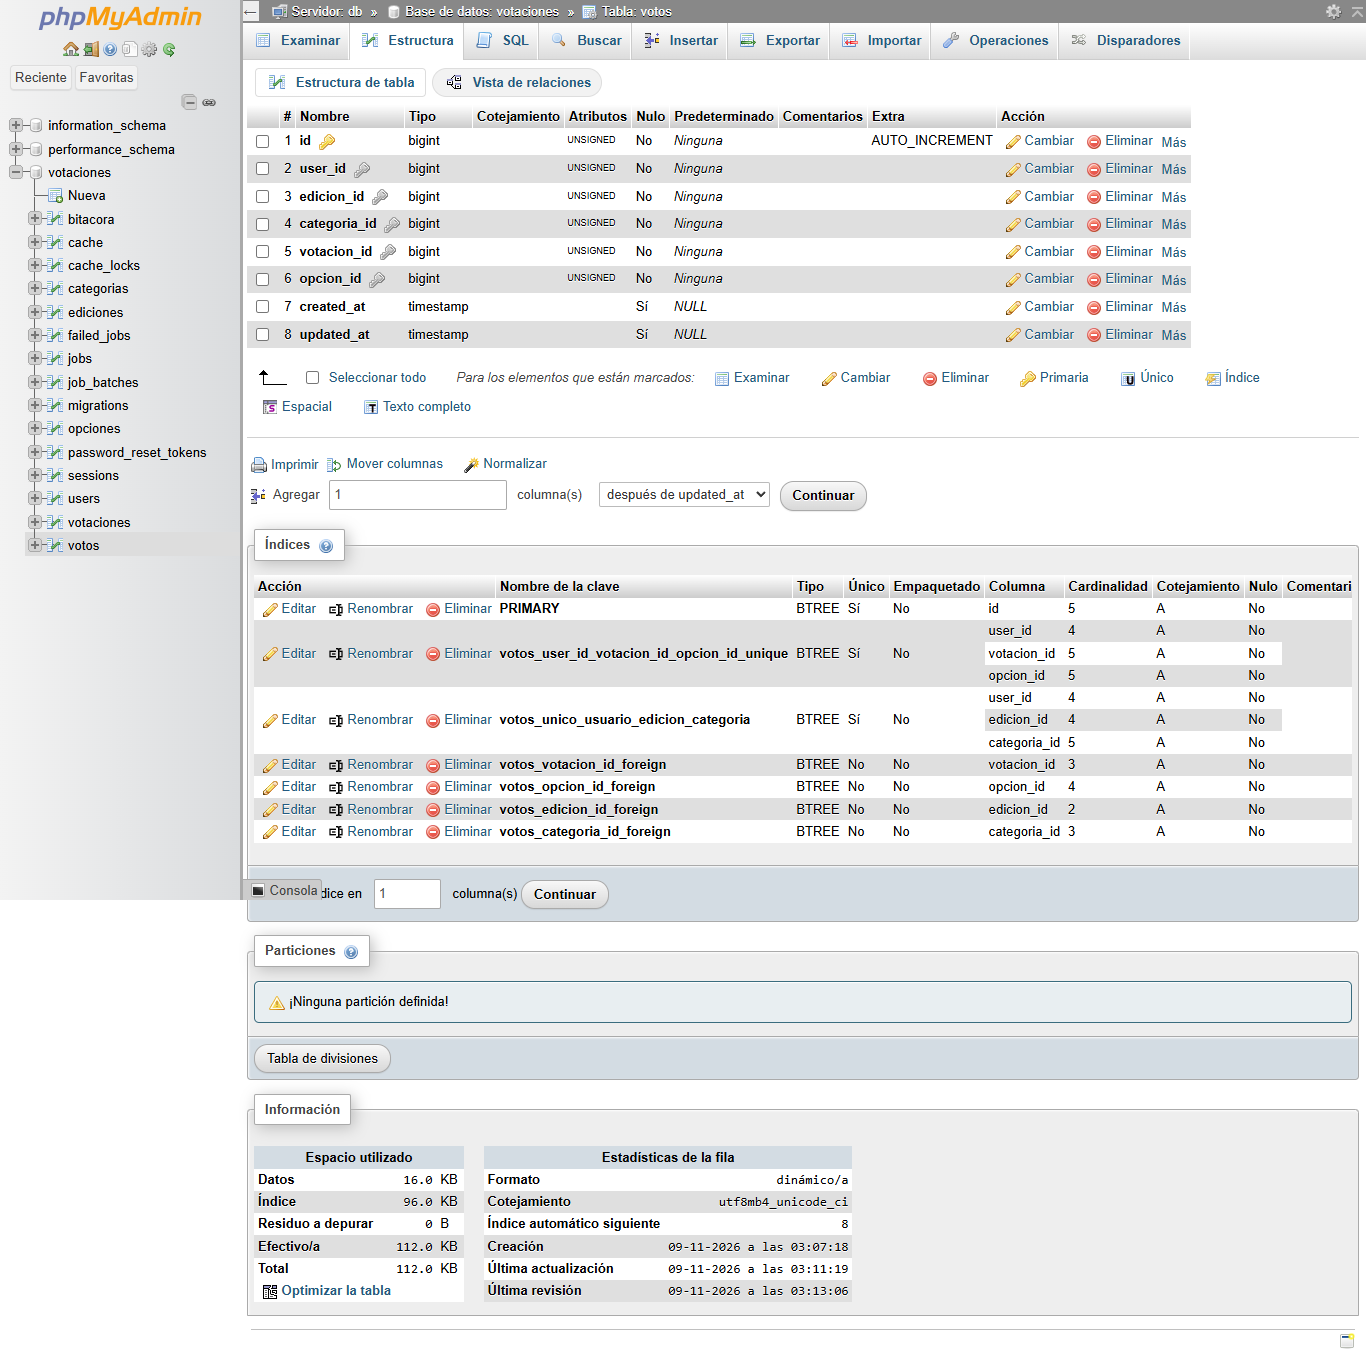 phpMyAdmin
Reciente Favoritas
information_schema
performance_schema
votaciones
Nueva
bitacora
cache
cache_locks
categorias
ediciones
failed_jobs
jobs
job_batches
migrations
opciones
password_reset_tokens
sessions
users
votaciones
votos
Servidor: db » Base de datos: votaciones » Tabla: votos
Examinar Estructura SQL Buscar Insertar Exportar Importar Operaciones Disparadores
Estructura de tabla Vista de relaciones
# Nombre Tipo Cotejamiento Atributos Nulo Predeterminado Comentarios Extra Acción
1 id bigint UNSIGNED No Ninguna AUTO_INCREMENT Cambiar Eliminar Más
2 user_id bigint UNSIGNED No Ninguna Cambiar Eliminar Más
3 edicion_id bigint UNSIGNED No Ninguna Cambiar Eliminar Más
4 categoria_id bigint UNSIGNED No Ninguna Cambiar Eliminar Más
5 votacion_id bigint UNSIGNED No Ninguna Cambiar Eliminar Más
6 opcion_id bigint UNSIGNED No Ninguna Cambiar Eliminar Más
7 created_at timestamp Sí NULL Cambiar Eliminar Más
8 updated_at timestamp Sí NULL Cambiar Eliminar Más
Seleccionar todo Para los elementos que están marcados: Examinar Cambiar Eliminar Primaria Único Índice
Espacial Texto completo
Imprimir Mover columnas Normalizar
Agregar 1 columna(s) después de updated_at Continuar
Índices
Acción Nombre de la clave Tipo Único Empaquetado Columna Cardinalidad Cotejamiento Nulo Comentari
Editar Renombrar Eliminar PRIMARY BTREE Sí No id 5 A No
user_id 4 A No
Editar Renombrar Eliminar votos_user_id_votacion_id_opcion_id_unique BTREE Sí No votacion_id 5 A No
opcion_id 5 A No
user_id 4 A No
Editar Renombrar Eliminar votos_unico_usuario_edicion_categoria BTREE Sí No edicion_id 4 A No
categoria_id 5 A No
Editar Renombrar Eliminar votos_votacion_id_foreign BTREE No No votacion_id 3 A No
Editar Renombrar Eliminar votos_opcion_id_foreign BTREE No No opcion_id 4 A No
Editar Renombrar Eliminar votos_edicion_id_foreign BTREE No No edicion_id 2 A No
Editar Renombrar Eliminar votos_categoria_id_foreign BTREE No No categoria_id 3 A No
Consola dice en 1 columna(s) Continuar
Particiones
¡Ninguna partición definida!
Tabla de divisiones
Información
Espacio utilizado
Datos 16.0 KB
Índice 96.0 KB
Residuo a depurar 0 B
Efectivo/a 112.0 KB
Total 112.0 KB
Optimizar la tabla
Estadísticas de la fila
Formato dinámico/a
Cotejamiento utf8mb4_unicode_ci
Índice automático siguiente 8
Creación 09-11-2026 a las 03:07:18
Última actualización 09-11-2026 a las 03:11:19
Última revisión 09-11-2026 a las 03:13:06